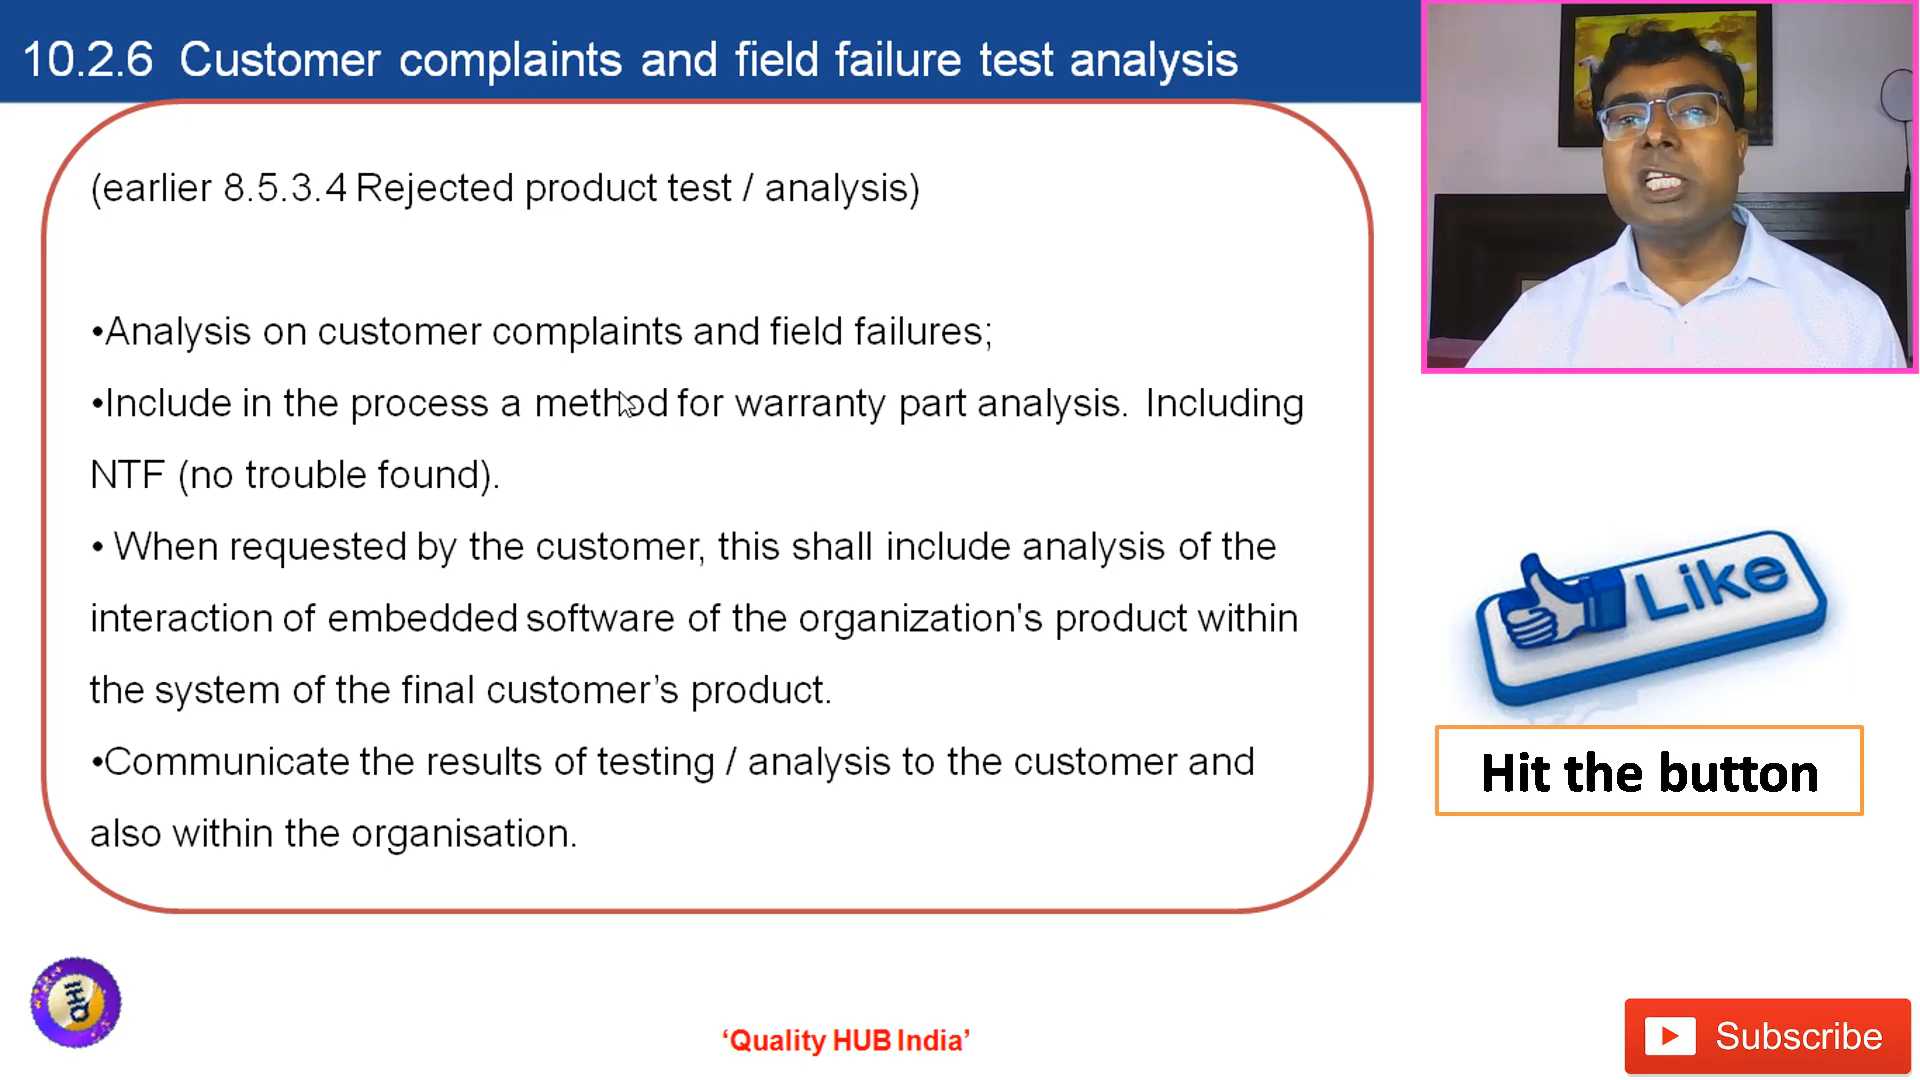 10.2.6 Customer complaints and field failure test analysis
(earlier 8.5.3.4 Rejected product test / analysis)
•Analysis on customer complaints and field failures;
•Include in the process a method for warranty part analysis. Including
NTF (no trouble found).
• When requested by the customer, this shall include analysis of the
interaction of embedded software of the organization's product within
the system of the final customer’s product.
•Communicate the results of testing / analysis to the customer and
also within the organisation.
Like
Hit the button
‘Quality HUB India’
Subscribe